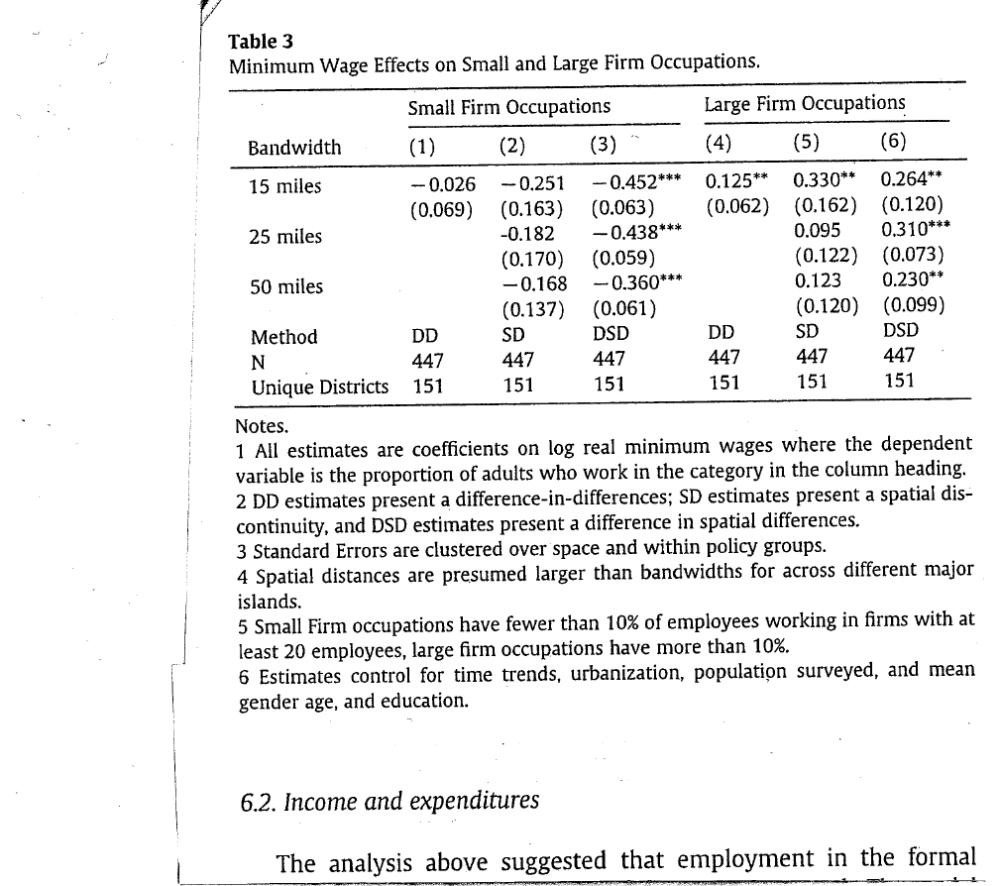 Table 3
Minimum Wage Effects on Small and Large Firm Occupations.
Small Firm Occupations Large Firm Occupations
Bandwidth (1) (2) (3) (4) (5) (6)
15 miles −0.026 −0.251 −0.452*** 0.125** 0.330** 0.264**
(0.069) (0.163) (0.063) (0.062) (0.162) (0.120)
25 miles -0.182 −0.438*** 0.095 0.310***
(0.170) (0.059) (0.122) (0.073)
50 miles −0.168 −0.360*** 0.123 0.230**
(0.137) (0.061) (0.120) (0.099)
Method DD SD DSD DD SD DSD
N 447 447 447 447 447 447
Unique Districts 151 151 151 151 151 151
Notes.
1 All estimates are coefficients on log real minimum wages where the dependent
variable is the proportion of adults who work in the category in the column heading.
2 DD estimates present a difference-in-differences; SD estimates present a spatial dis-
continuity, and DSD estimates present a difference in spatial differences.
3 Standard Errors are clustered over space and within policy groups.
4 Spatial distances are presumed larger than bandwidths for across different major
islands.
5 Small Firm occupations have fewer than 10% of employees working in firms with at
least 20 employees, large firm occupations have more than 10%.
6 Estimates control for time trends, urbanization, population surveyed, and mean
gender age, and education.
6.2. Income and expenditures
The analysis above suggested that employment in the formal